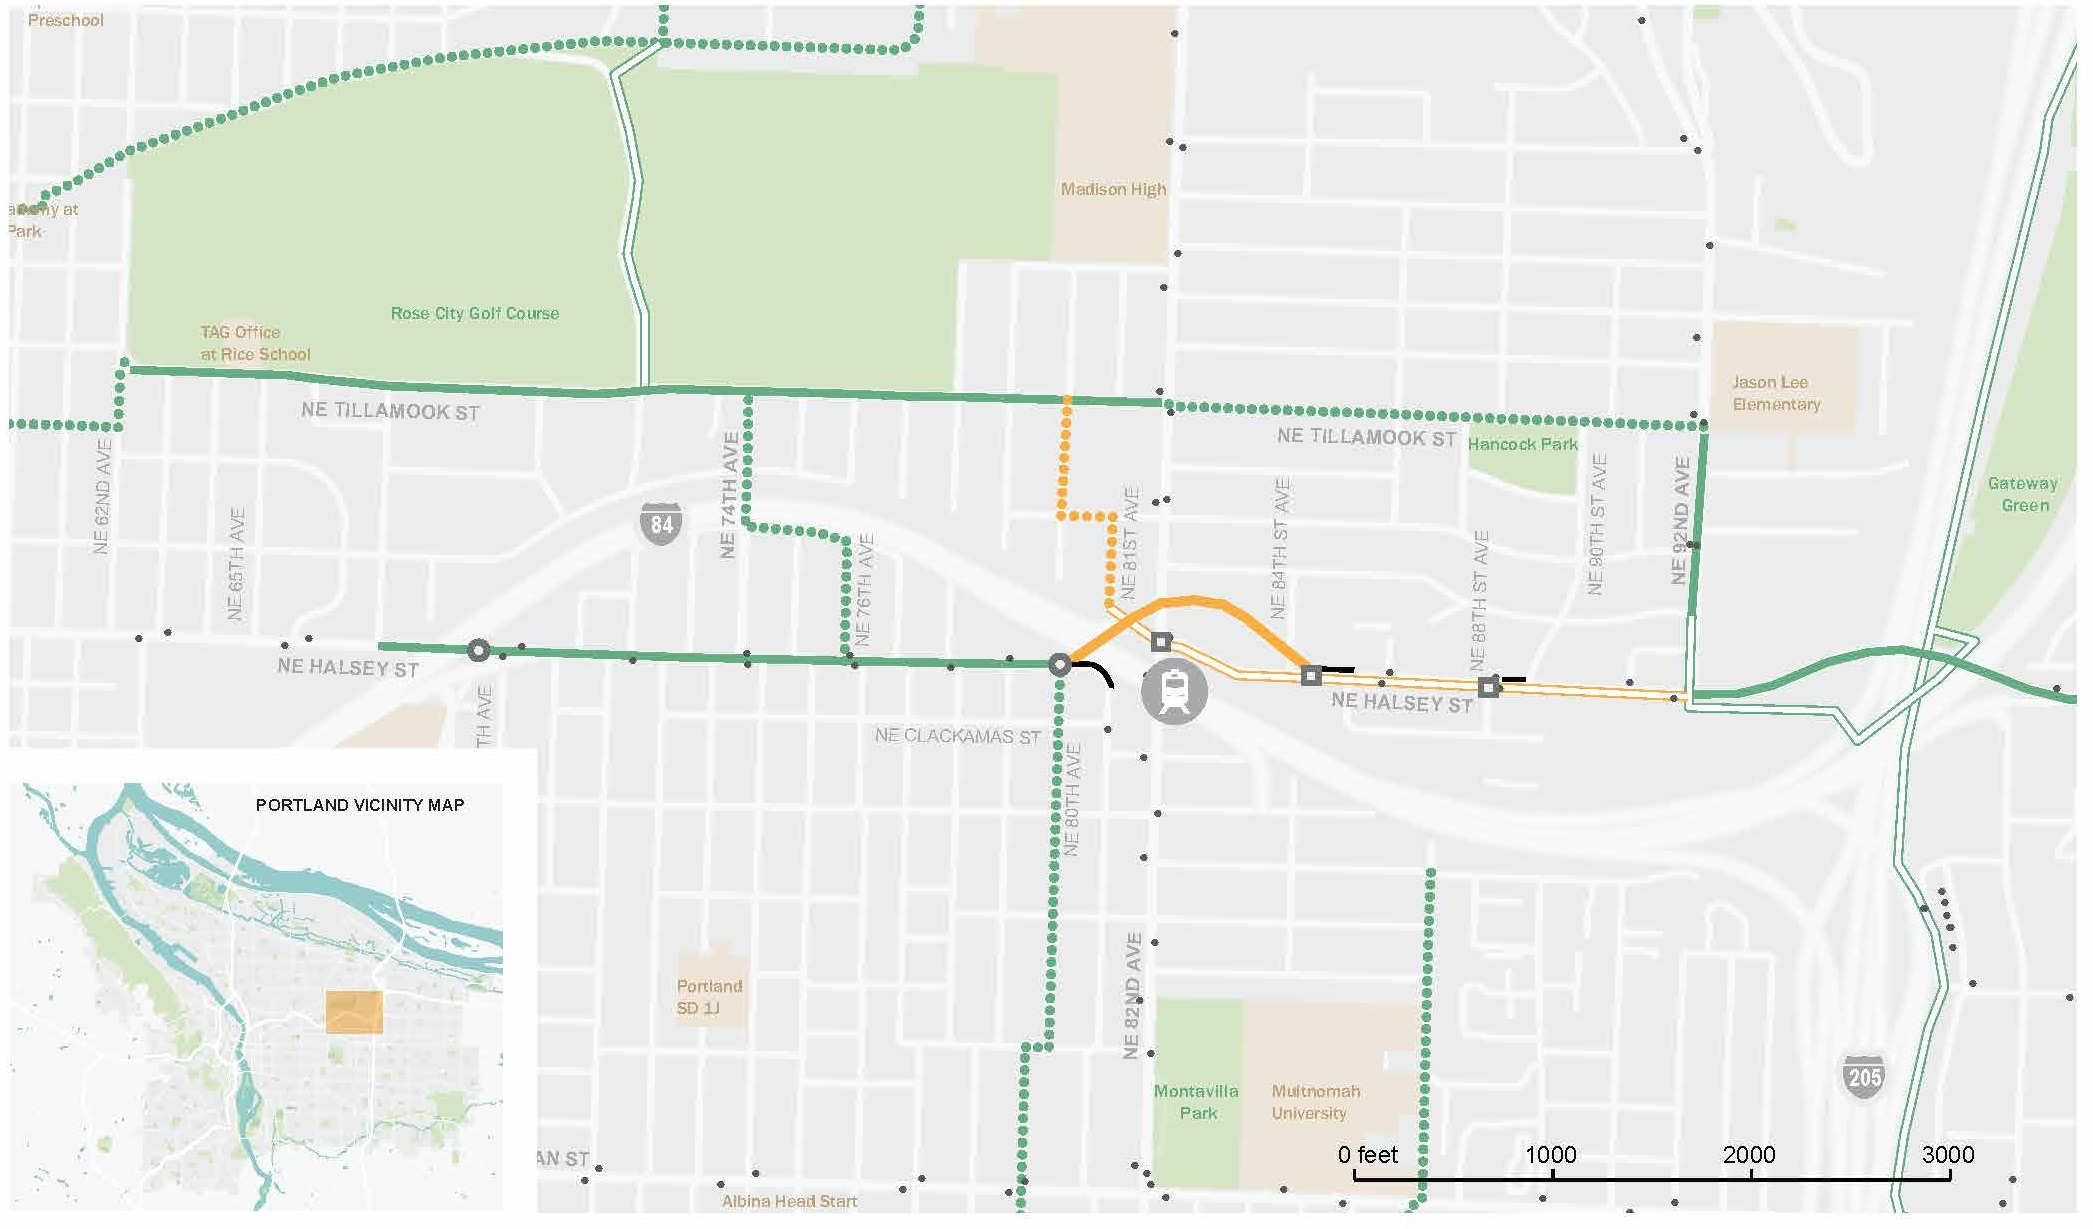 Preschool
Madison High
at
Park
Rose City Golf Course
TAG Office
at Rice School
Jason Lee
Elementary
NE TILLAMOOK ST
NE TILLAMOOK ST
Hancock Park
Gateway
Green
NE 62ND AVE
NE 65TH AVE
84
NE 74TH AVE
NE 76TH AVE
NE 81ST AVE
NE 84TH ST AVE
NE 88TH ST AVE
NE 90TH ST AVE
NE 92ND AVE
NE HALSEY ST
NE HALSEY ST
TH AVE
NE CLACKAMAS ST
NE 80TH AVE
PORTLAND VICINITY MAP
NE 82ND AVE
Portland
SD 1J
205
Montavilla
Park
Multnomah
University
0 feet 1000 2000 3000
AN ST
Albina Head Start